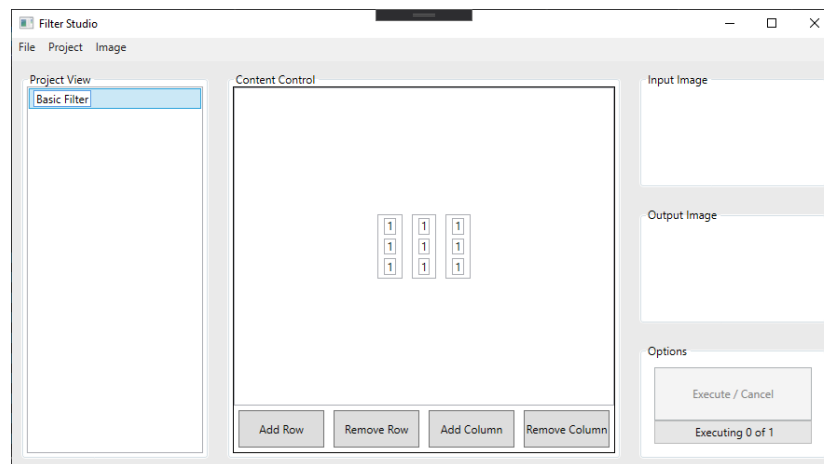 Filter Studio
File Project Image
Project View
Basic Filter
Content Control
1 1 1
1 1 1
1 1 1
Add Row Remove Row Add Column Remove Column
Input Image
Output Image
Options
Execute / Cancel
Executing 0 of 1